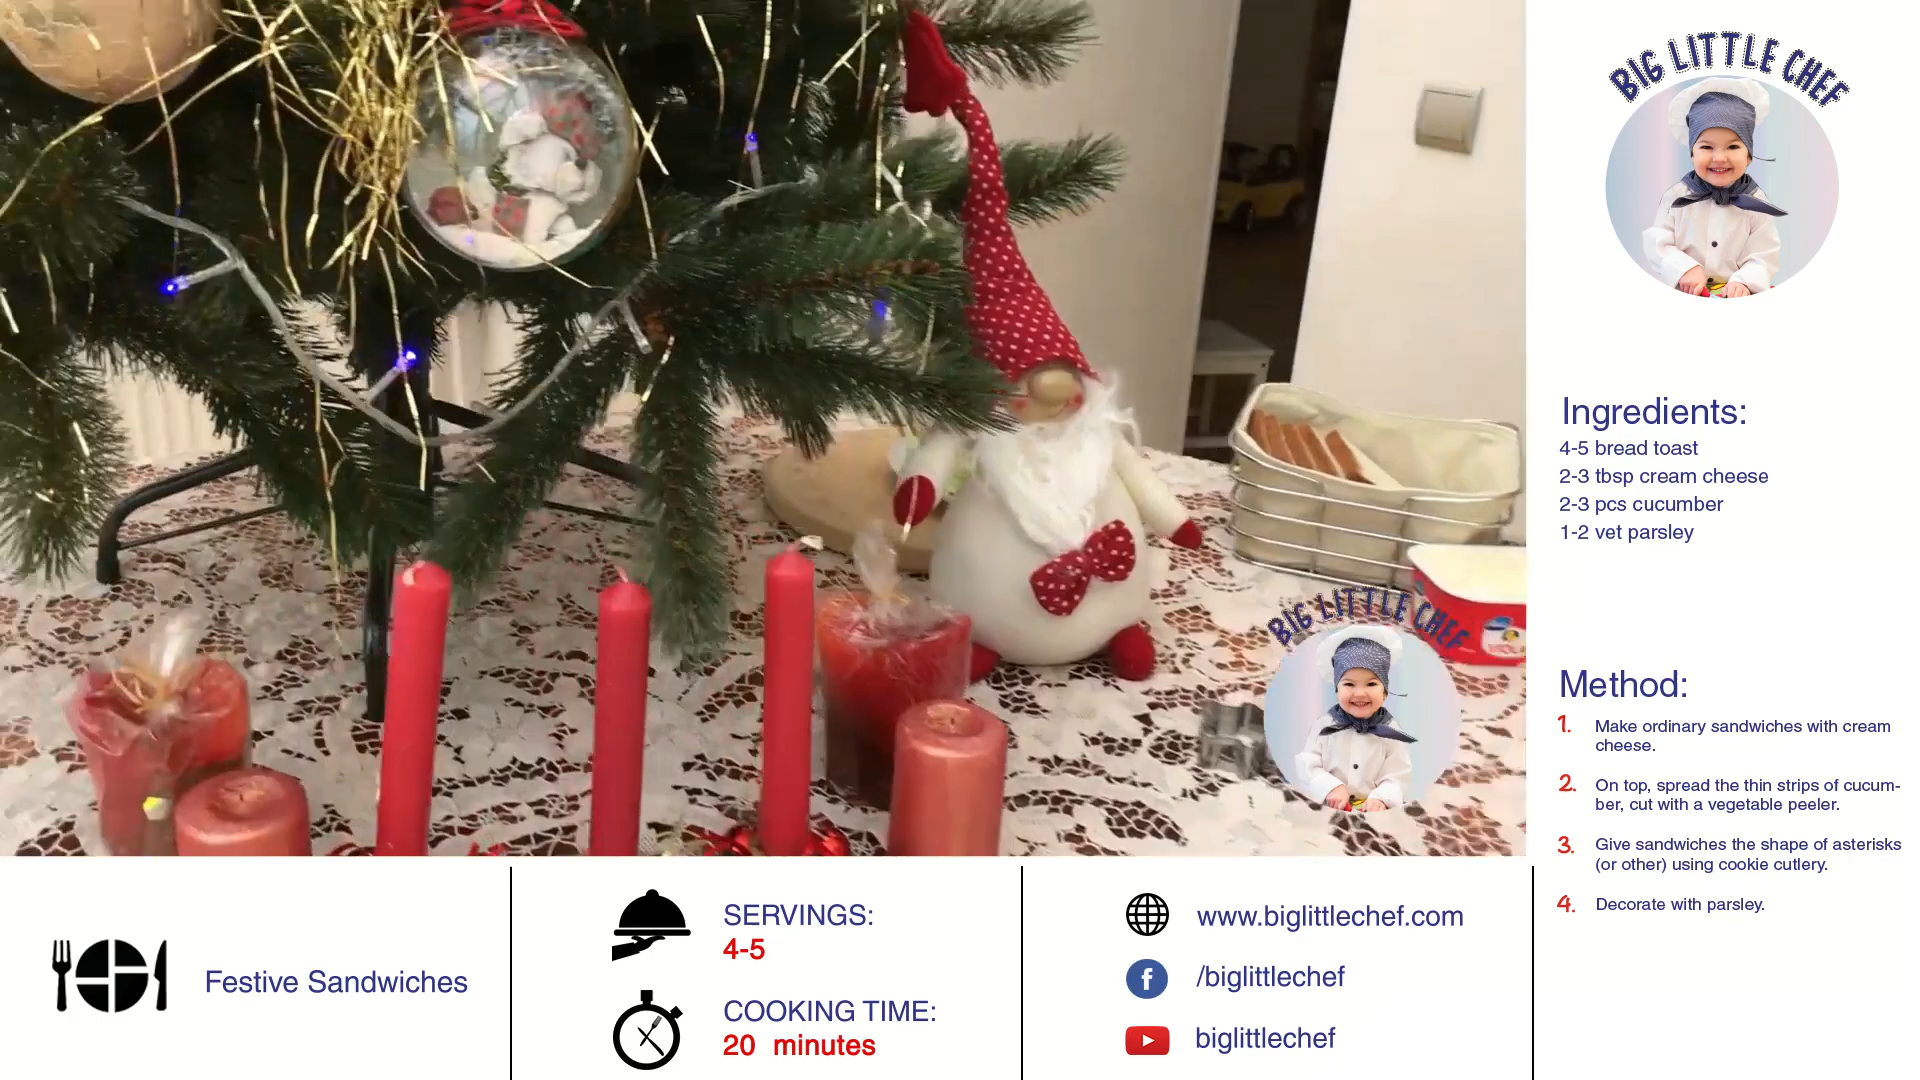 BIG LITTLE CHEF
Ingredients:
4-5 bread toast
2-3 tbsp cream cheese
2-3 pcs cucumber
1-2 vet parsley
BIG LITTLE CHEF
Method:
1. Make ordinary sandwiches with cream
cheese.
2. On top, spread the thin strips of cucum-
ber, cut with a vegetable peeler.
3. Give sandwiches the shape of asterisks
(or other) using cookie cutlery.
4. Decorate with parsley.
Festive Sandwiches
SERVINGS:
4-5
COOKING TIME:
20 minutes
www.biglittlechef.com
/biglittlechef
biglittlechef